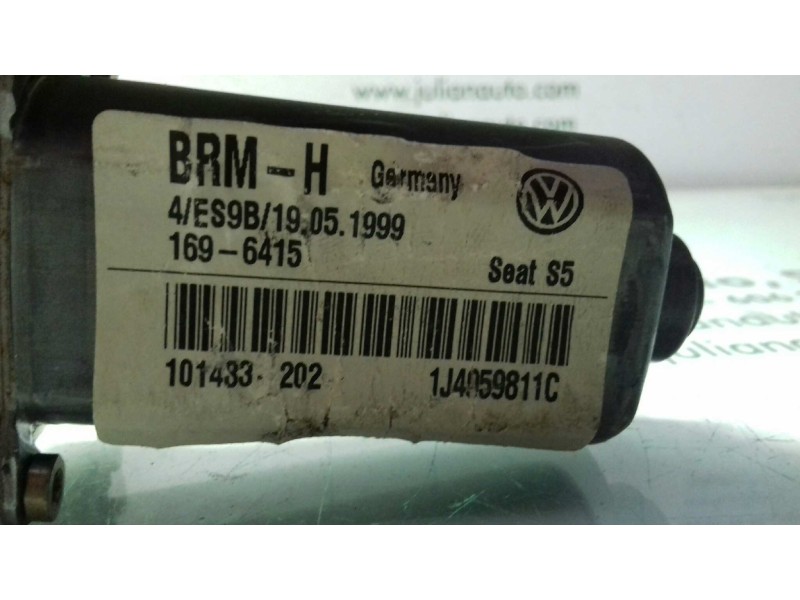 www.julianauto.com
BRM-H Germany
4/ES9B/19.05.1999
169-6415
Seat S5
101433-202 1J4959811C